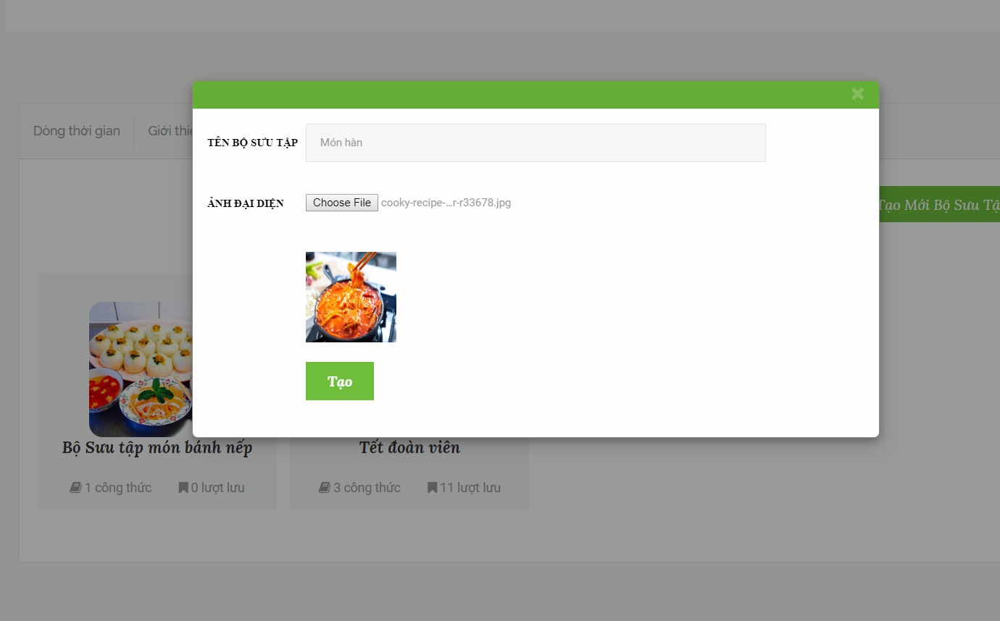 Dòng thời gian
Giới thiệ
TÊN BỘ SƯU TẬP
Món hàn
ẢNH ĐẠI DIỆN
Choose File cooky-recipe-...r-r33678.jpg
Tạo Mới Bộ Sưu Tậ
Tạo
Bộ Sưu tập món bánh nếp
Tết đoàn viên
1 công thức
0 lượt lưu
3 công thức
11 lượt lưu